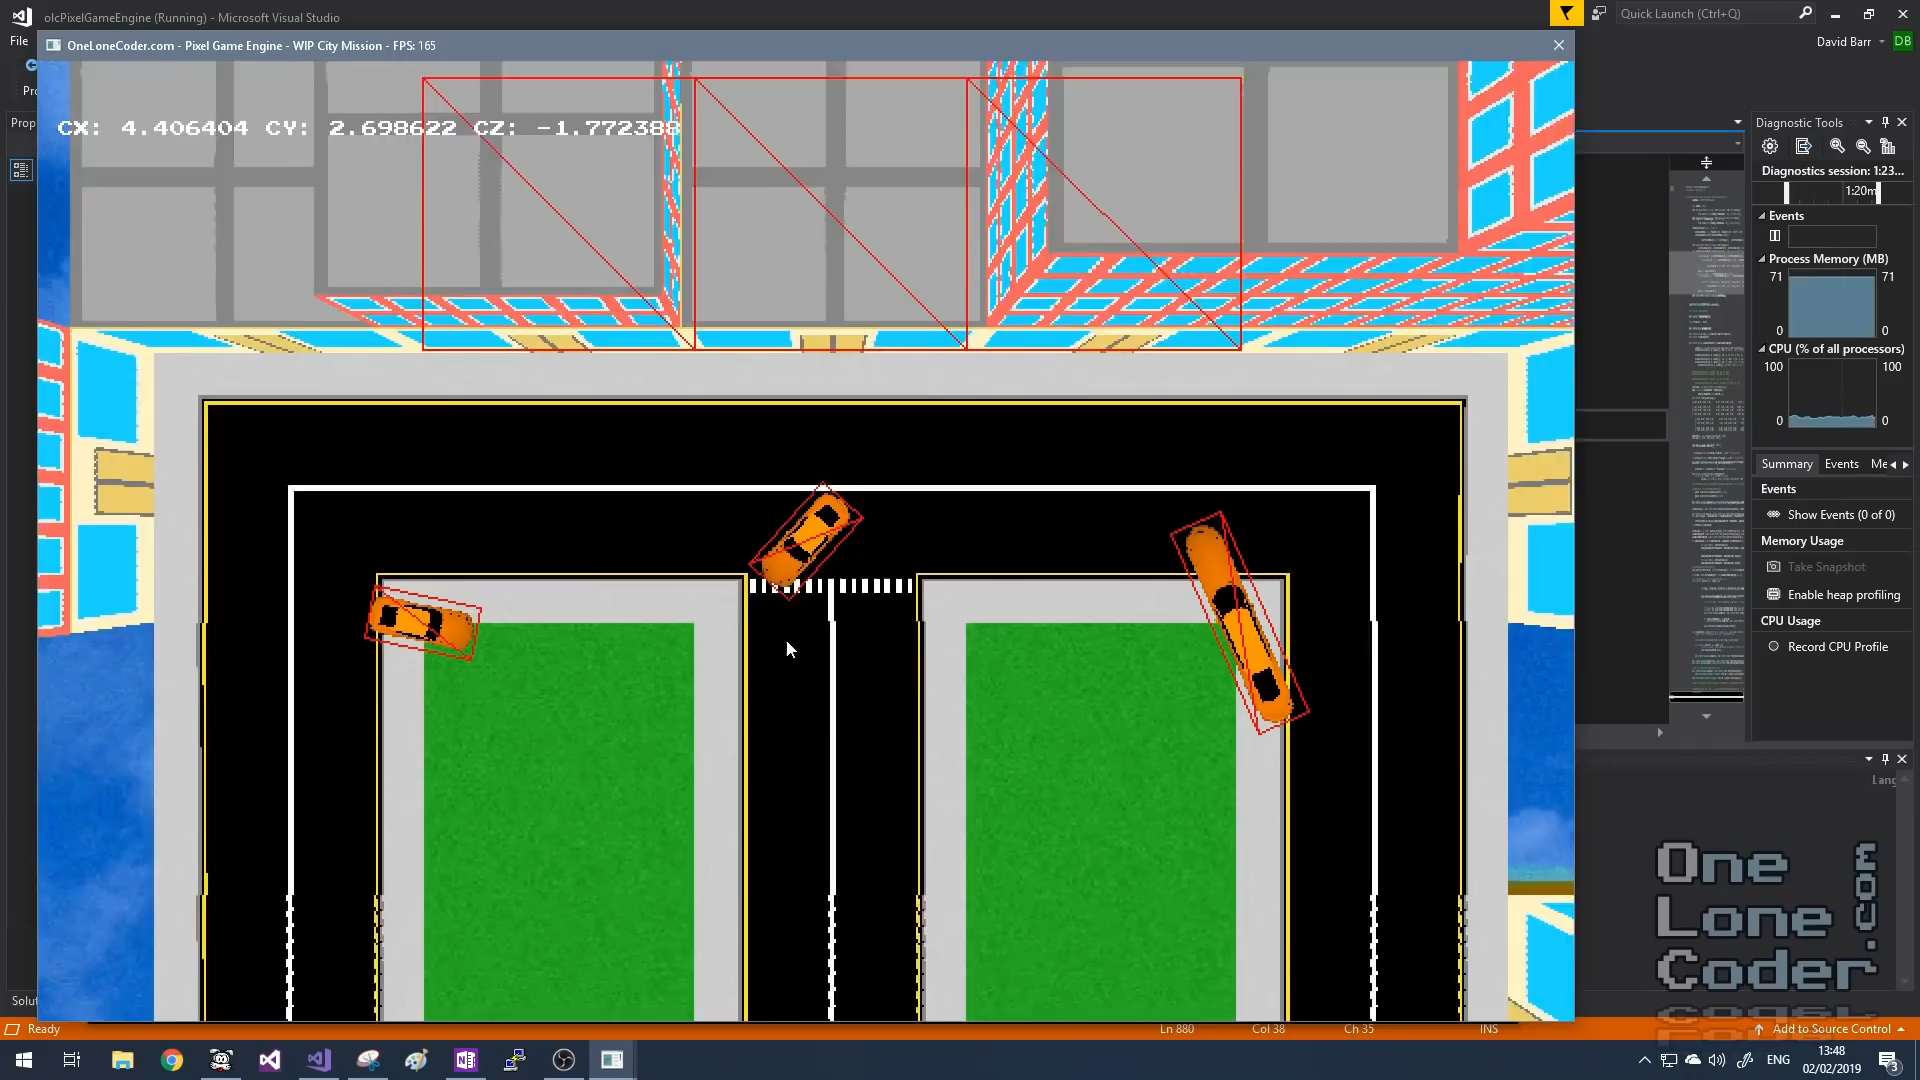 olcPixelGameEngine (Running) - Microsoft Visual Studio
Quick Launch (Ctrl+Q)
File
OneLoneCoder.com - Pixel Game Engine - WIP City Mission - FPS: 165
David Barr
DB
CX: 4.406404 CY: 2.698622 CZ: -1.772388
Prop
Diagnostic Tools
Diagnostics session: 1:23...
1:20m
Events
Process Memory (MB)
71 71
0 0
CPU (% of all processors)
100 100
0 0
Summary Events Me
Events
Show Events (0 of 0)
Memory Usage
Take Snapshot
Enable heap profiling
CPU Usage
Record CPU Profile
One
Lone
Coder
.com
Ready
Ln 880 Col 38 Ch 35 INS
Add to Source Control
ENG
13:48
02/02/2019
3